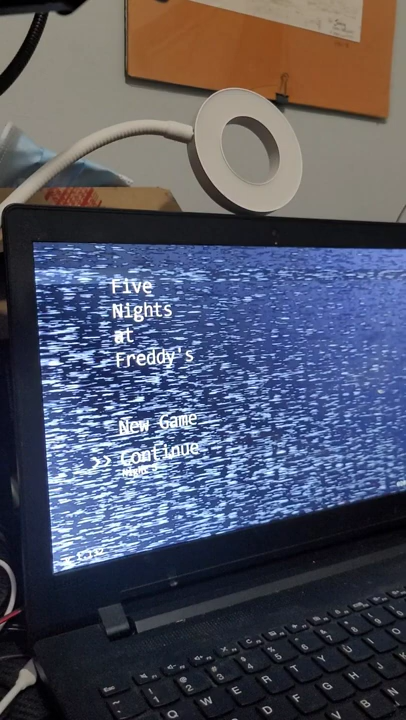 Five
Nights
at
Freddy's
New Game
>> Continue
Q W E R T Y U
D F G H J K